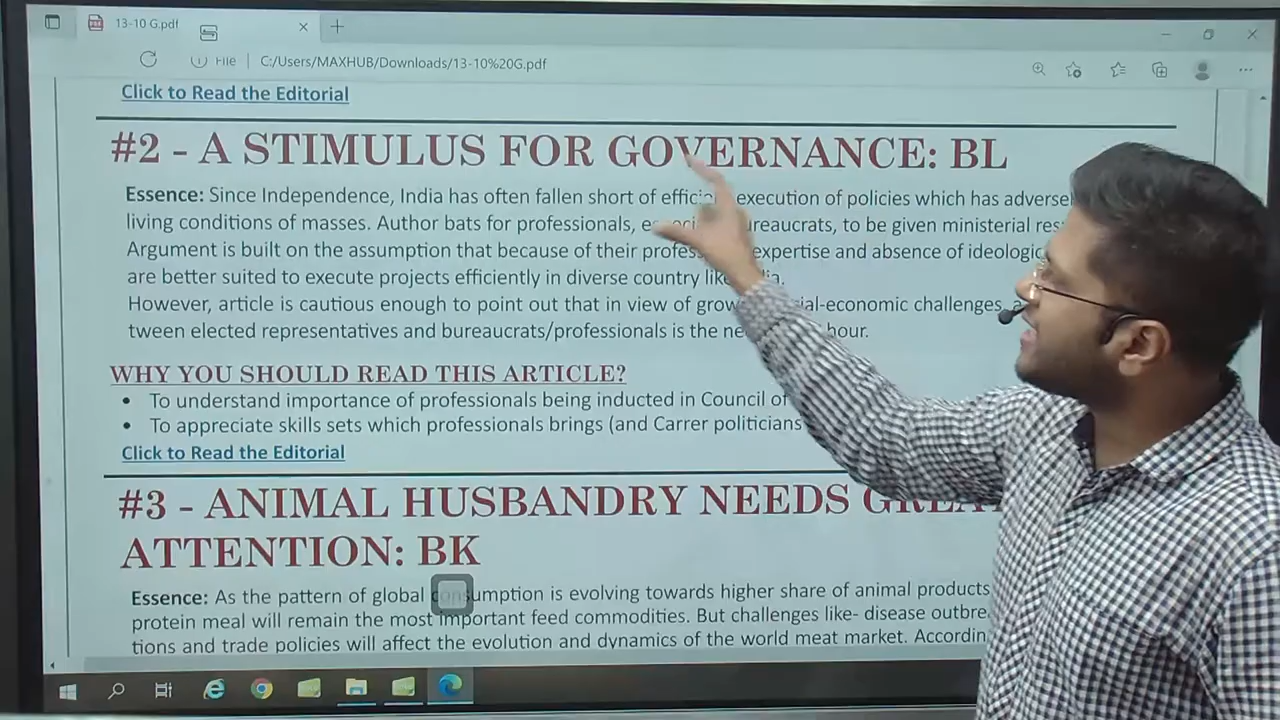 13-10 G.pdf
File C:/Users/MAXHUB/Downloads/13-10%20G.pdf
Click to Read the Editorial
#2 - A STIMULUS FOR GOVERNANCE: BL
Essence: Since Independence, India has often fallen short of execution of policies which has
living conditions of masses. Author bats for professionals, to be given ministerial
Argument is built on the assumption that because of their expertise and absence of
are better suited to execute projects efficiently in diverse country
However, article is cautious enough to point out that in view of challenges,
tween elected representatives and bureaucrats/professionals is the hour.
WHY YOU SHOULD READ THIS ARTICLE?
• To understand importance of professionals being inducted in Council of
• To appreciate skills sets which professionals brings (and Carrer politicians
Click to Read the Editorial
#3 - ANIMAL HUSBANDRY NEEDS
ATTENTION: BK
Essence: As the pattern of global consumption is evolving towards higher share of animal products
protein meal will remain the most important feed commodities. But challenges like- disease
tions and trade policies will affect the evolution and dynamics of the world meat market.